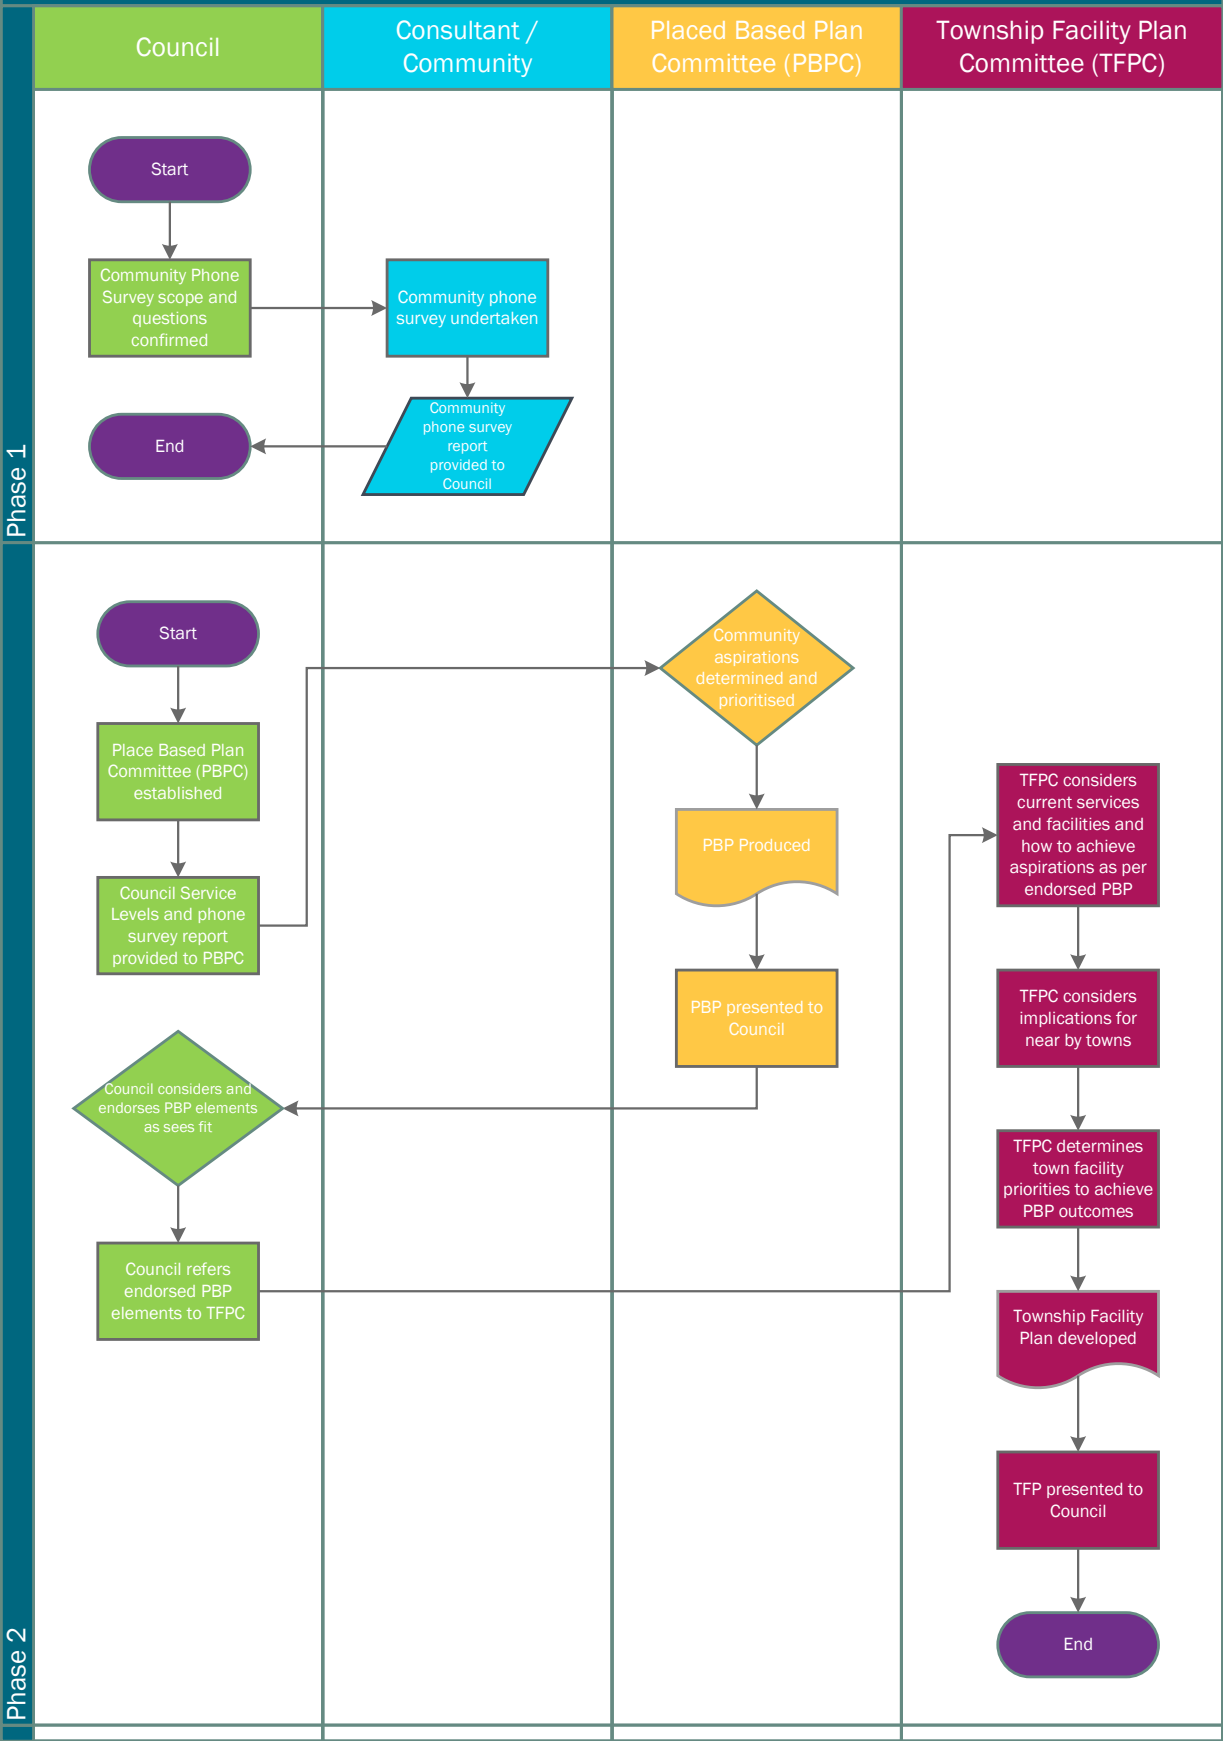 Council
Consultant /
Community
Placed Based Plan
Committee (PBPC)
Township Facility Plan
Committee (TFPC)
Phase 1
Start
Community Phone
Survey scope and
questions
confirmed
Community phone
survey undertaken
Community
phone survey
report
provided to
Council
End
Phase 2
Start
Place Based Plan
Committee (PBPC)
established
Council Service
Levels and phone
survey report
provided to PBPC
Community
aspirations
determined and
prioritised
PBP Produced
PBP presented to
Council
Council considers and
endorses PBP elements
as sees fit
Council refers
endorsed PBP
elements to TFPC
TFPC considers
current services
and facilities and
how to achieve
aspirations as per
endorsed PBP
TFPC considers
implications for
near by towns
TFPC determines
town facility
priorities to achieve
PBP outcomes
Township Facility
Plan developed
TFP presented to
Council
End